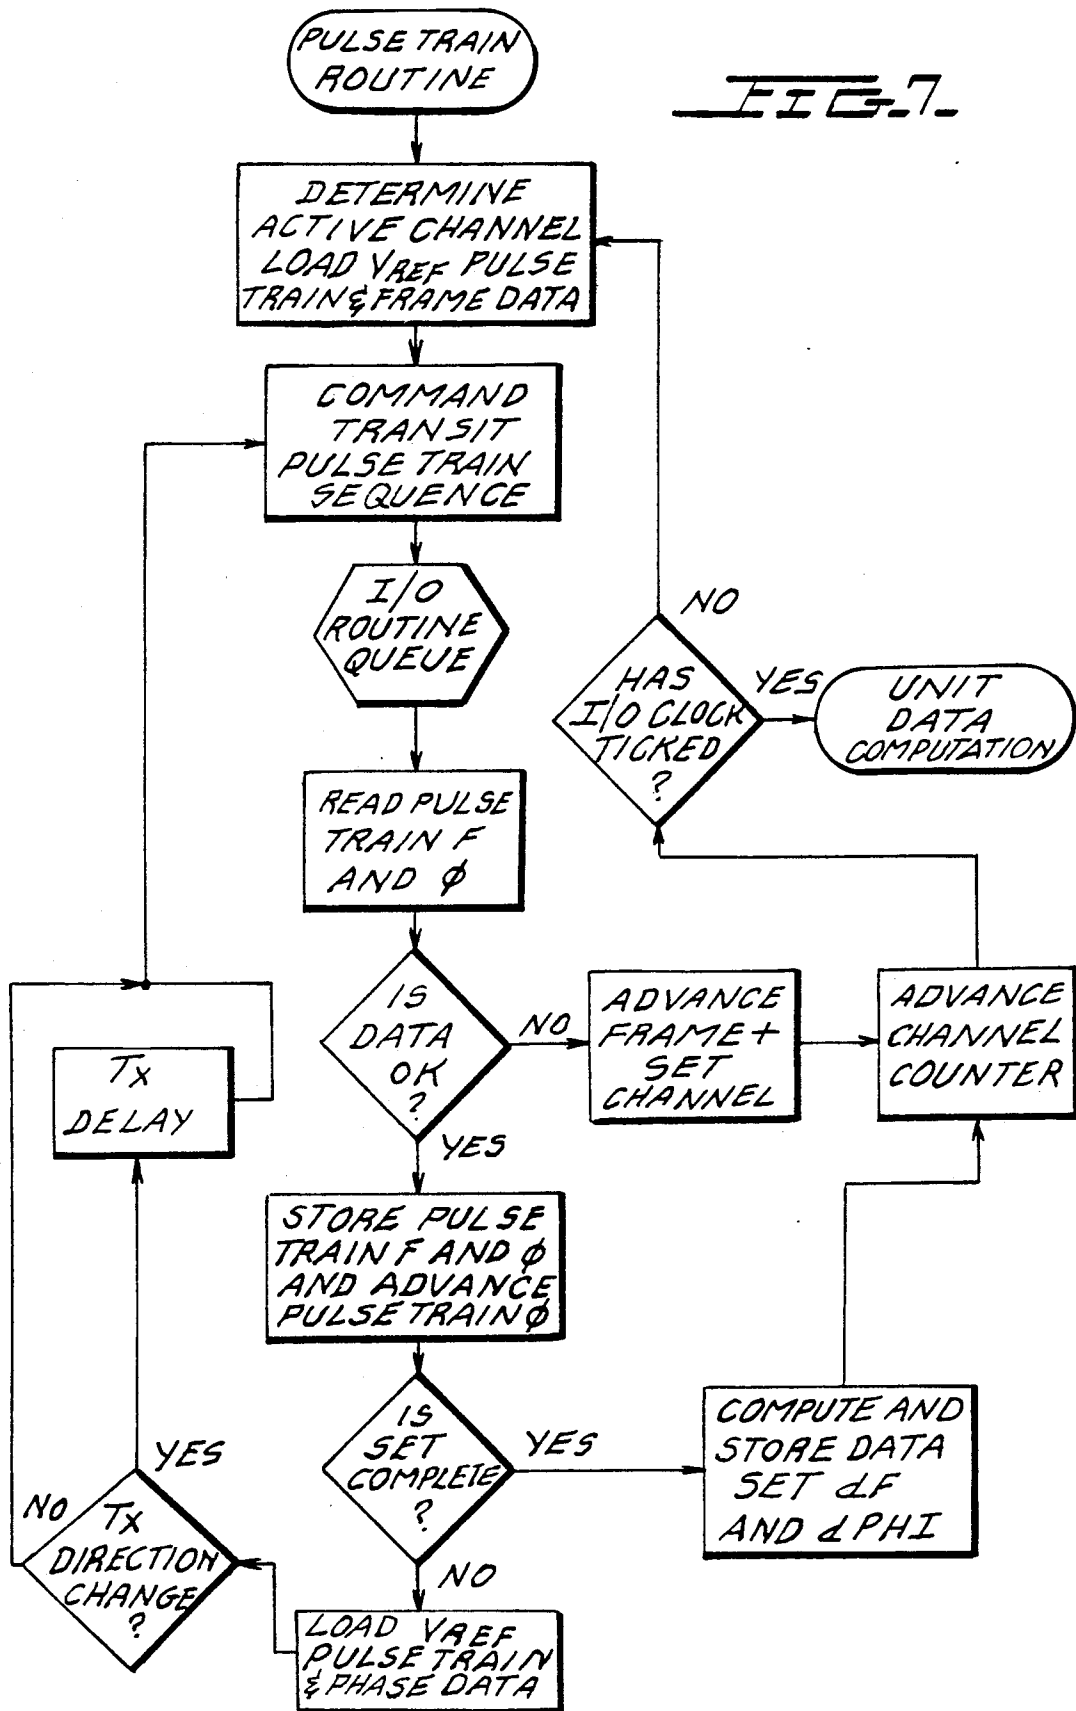 PULSE TRAIN
ROUTINE
FIG-7-
DETERMINE
ACTIVE CHANNEL
LOAD VREF PULSE
TRAIN & FRAME DATA
COMMAND
TRANSIT
PULSE TRAIN
SEQUENCE
I/O
ROUTINE
QUEUE
NO
HAS
I/O CLOCK
TICKED
?
YES
UNIT
DATA
COMPUTATION
READ PULSE
TRAIN F
AND ϕ
IS
DATA
OK
?
NO
YES
ADVANCE
FRAME +
SET
CHANNEL
ADVANCE
CHANNEL
COUNTER
TX
DELAY
STORE PULSE
TRAIN F AND ϕ
AND ADVANCE
PULSE TRAIN ϕ
IS
SET
COMPLETE
?
YES
NO
COMPUTE AND
STORE DATA
SET dF
AND d PHI
YES
NO
TX
DIRECTION
CHANGE
?
LOAD VREF
PULSE TRAIN
& PHASE DATA